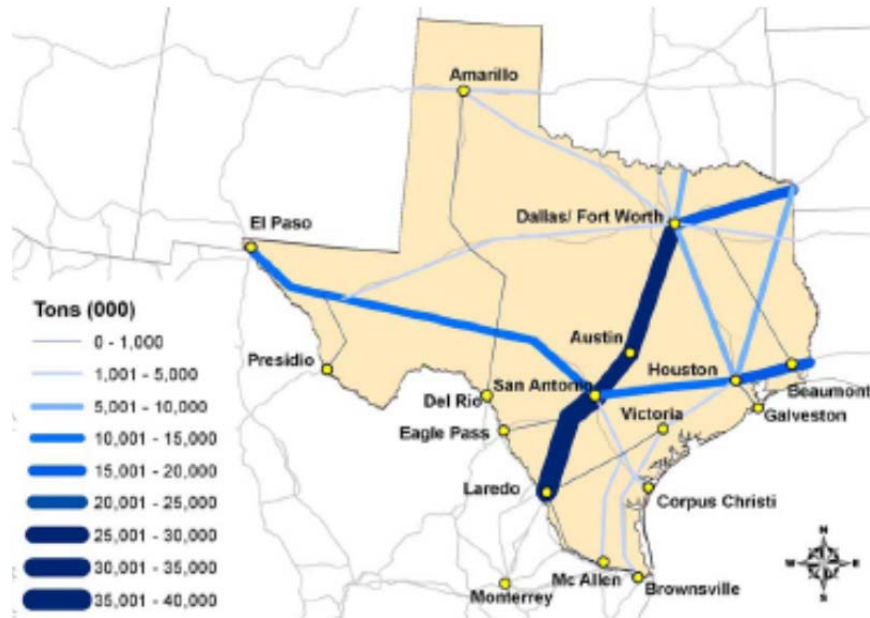 Amarillo
El Paso
Dallas/ Fort Worth
Tons (000)
0 - 1,000
1,001 - 5,000
5,001 - 10,000
10,001 - 15,000
15,001 - 20,000
20,001 - 25,000
25,001 - 30,000
30,001 - 35,000
35,001 - 40,000
Austin
Houston
Presidio
San Antonio
Beaumont
Del Rio
Victoria
Galveston
Eagle Pass
Laredo
Corpus Christi
Mc Allen
Brownsville
Monterrey
N
W
E
S